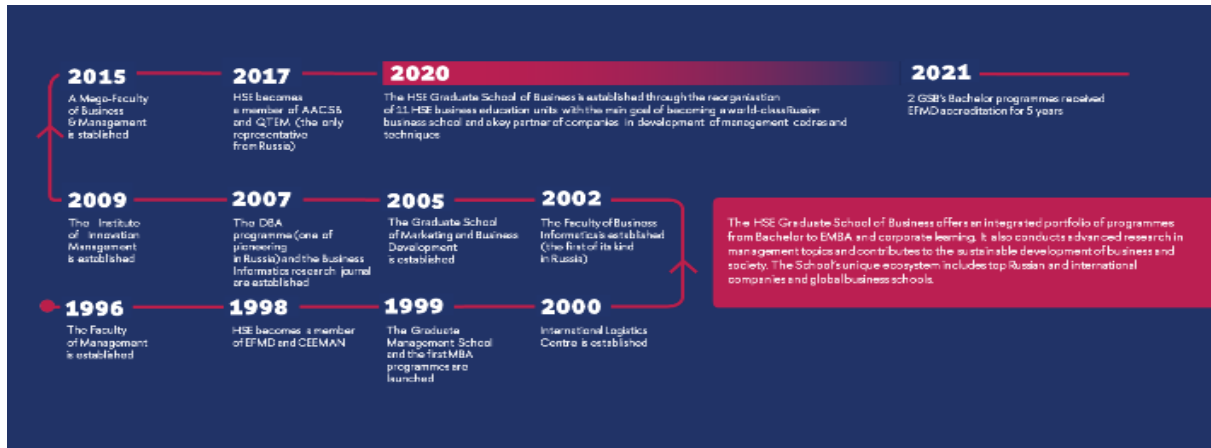 2015
A Mega-Faculty
of Business
& Management
is stablished
2017
HSE becomes
a member of AACSB
and QTEM (the only
representative
from Russia)
2020
The HSE Graduate School of Business is established through the reorganisation
of 11 HSE business education units with the main goal of becoming a world-class Russian
business school and a key partner of companies in development of management cadres and
techniques
2021
2 GSB's Bachelor programmes received
EFMD accreditation for 5 years
2009
The Institute
of Innovation
Management
is established
2007
The DBA
programme (one of
pioneering
in Russia) and the Business
Informatics research journal
are established
2005
The Graduate School
of Marketing and Business
Development
is established
2002
The Faculty of Business
Informatics is established
(the first of its kind
in Russia)
The HSE Graduate School of Business offers an integrated portfolio of programmes
from Bachelor to EMBA and corporate learning. It also conducts advanced research in
management topics and contributes to the sustainable development of business and
society. The School's unique ecosystem includes top Russian and international
companies and global business schools.
1996
The Faculty
of Management
is established
1998
HSE becomes a member
of EFMD and CEEMAN
1999
The Graduate
Management School
and the first MBA
programmes are
launched
2000
International Logistics
Centre is established